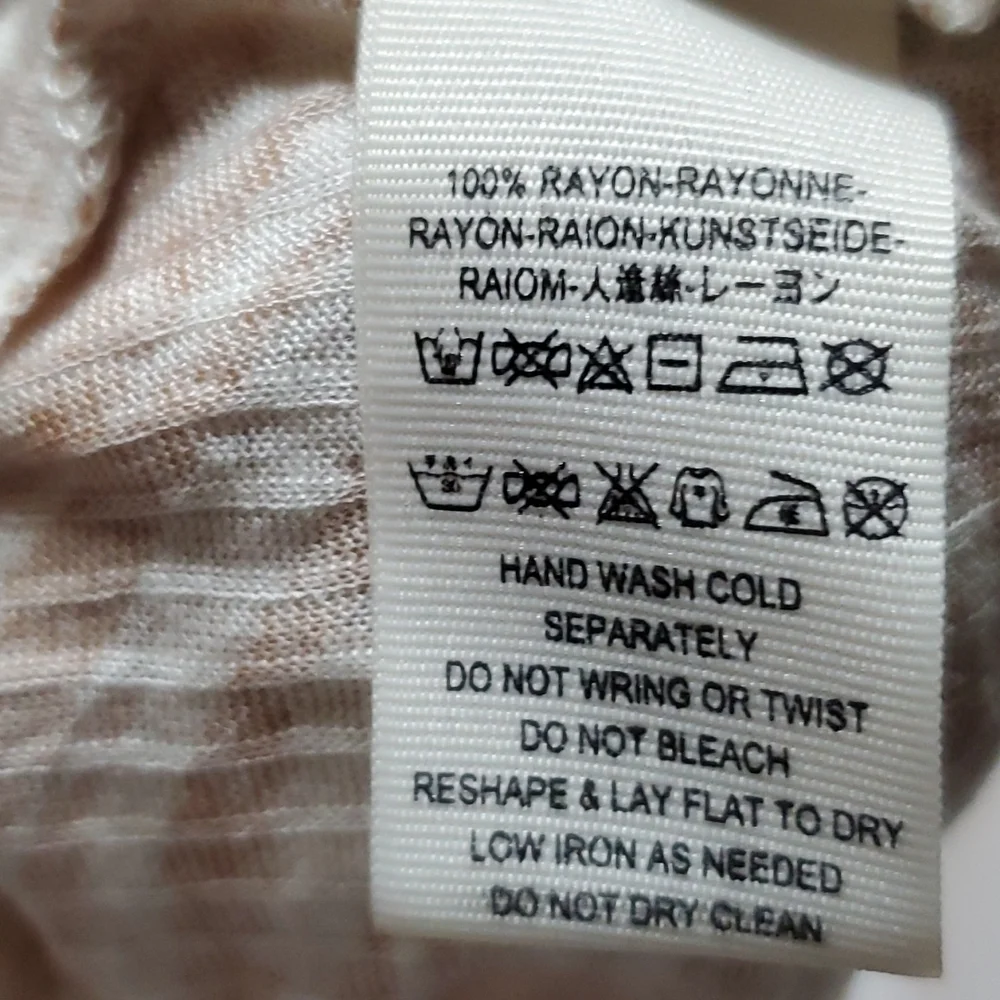 100% RAYON-RAYONNE-
RAYON-RAION-KUNSTSEIDE-
RAIOM-人造絲-レーヨン
HAND WASH COLD
SEPARATELY
DO NOT WRING OR TWIST
DO NOT BLEACH
RESHAPE & LAY FLAT TO DRY
LOW IRON AS NEEDED
DO NOT DRY CLEAN